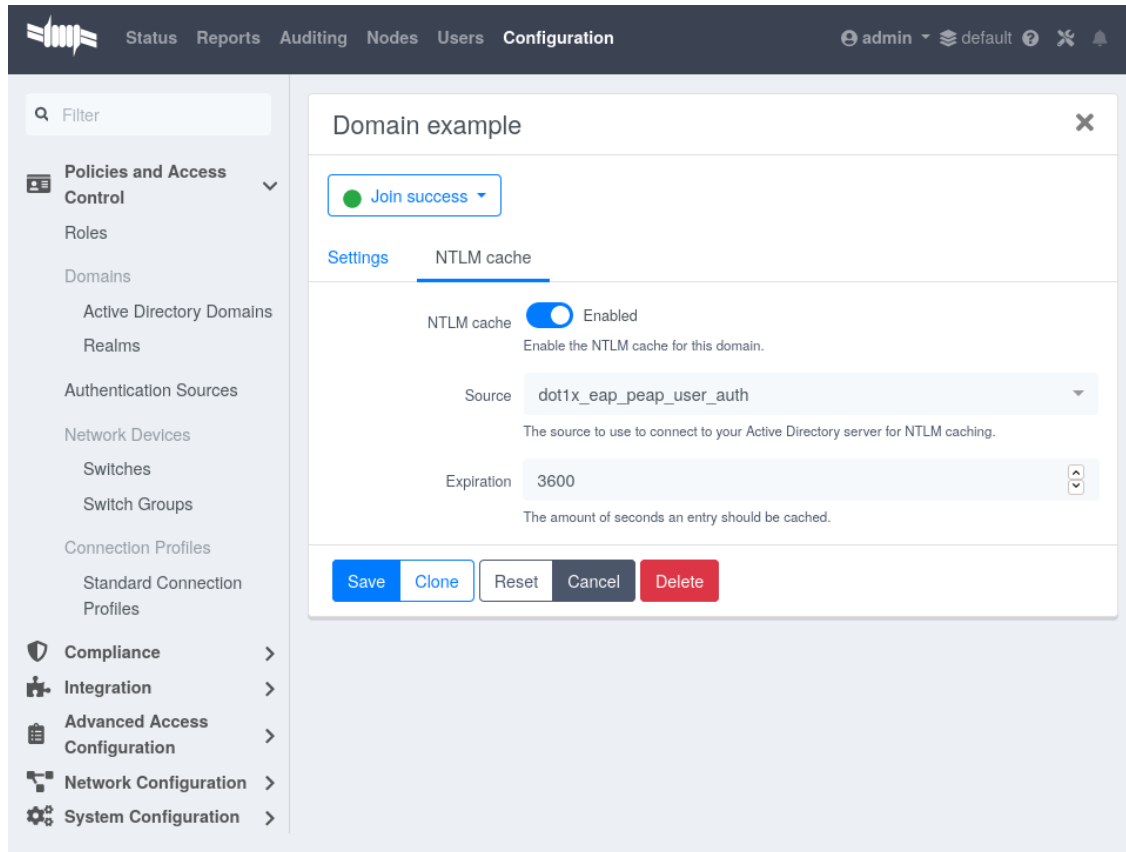 Status Reports Auditing Nodes Users Configuration admin default
Filter
Policies and Access
Control
Roles
Domains
Active Directory Domains
Realms
Authentication Sources
Network Devices
Switches
Switch Groups
Connection Profiles
Standard Connection
Profiles
Compliance
Integration
Advanced Access
Configuration
Network Configuration
System Configuration
Domain example
Join success
Settings NTLM cache
NTLM cache Enabled
Enable the NTLM cache for this domain.
Source dot1x_eap_peap_user_auth
The source to use to connect to your Active Directory server for NTLM caching.
Expiration 3600
The amount of seconds an entry should be cached.
Save Clone Reset Cancel Delete